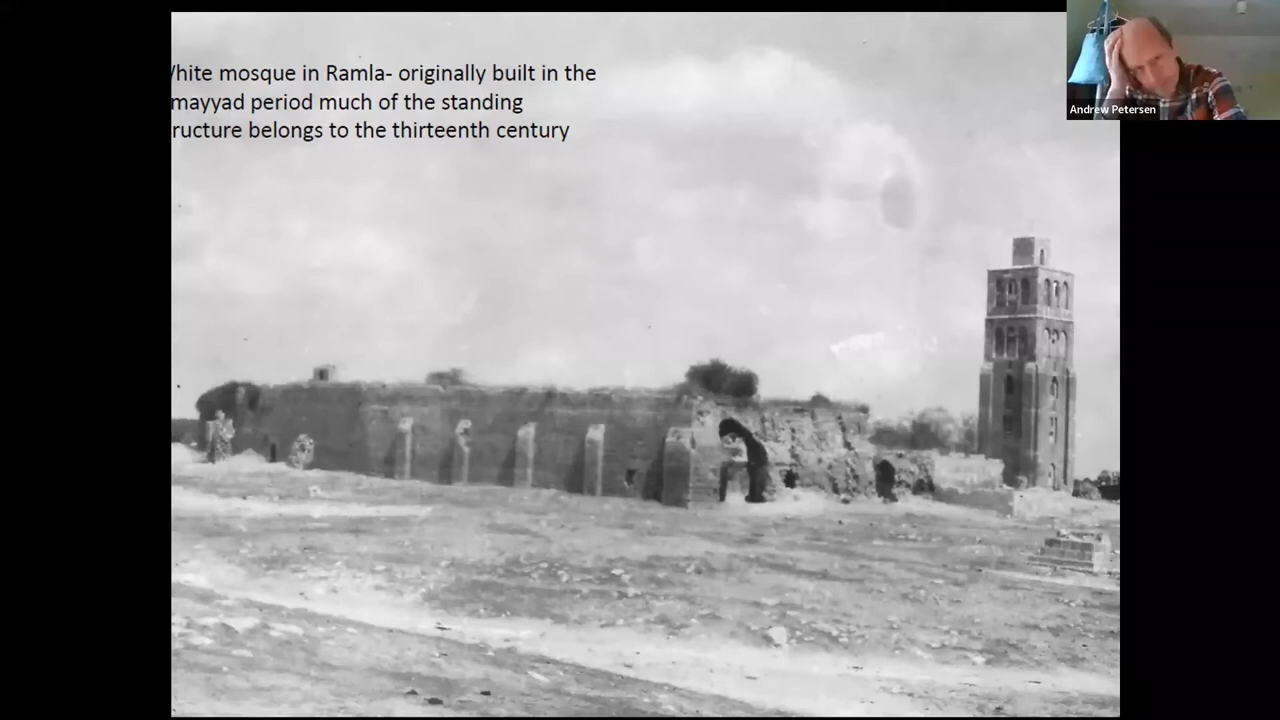 hite mosque in Ramla- originally built in the
mayyad period much of the standing
ructure belongs to the thirteenth century
Andrew Petersen